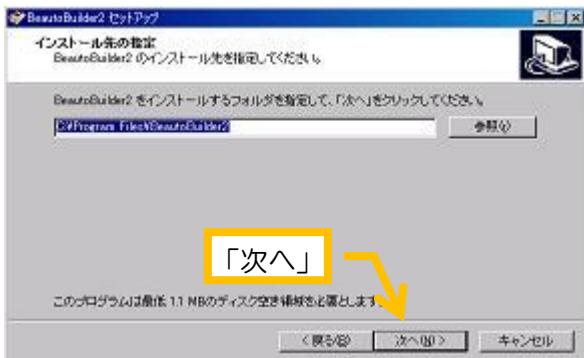 BeautoBuilder2 セットアップ
インストール先の指定
BeautoBuilder2 のインストール先を指定してください。
BeautoBuilder2 をインストールするフォルダを指定して、「次へ」をクリックしてください。
C:¥Program Files¥BeautoBuilder2
参照(R)
「次へ」
このプログラムは最低 1.1 MBのディスク空き領域を必要とします。
< 戻る(B)
次へ(N) >
キャンセル